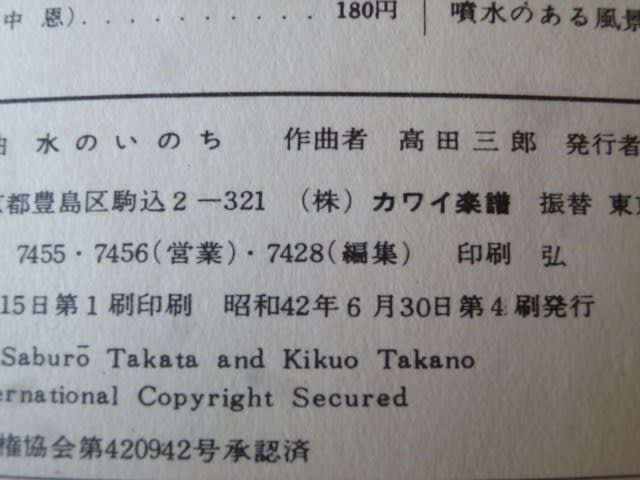 中 恩). . . . . . . . . . 180円 噴水のある風景
水のいのち 作曲者 高田三郎 発行者
京都豊島区駒込2−321 (株)カワイ楽譜 振替 東京
7455・7456(営業)・7428(編集) 印刷 弘
15日第1刷印刷 昭和42年6月30日第4刷発行
Saburō Takata and Kikuo Takano
ernational Copyright Secured
権協会第420942号承認済